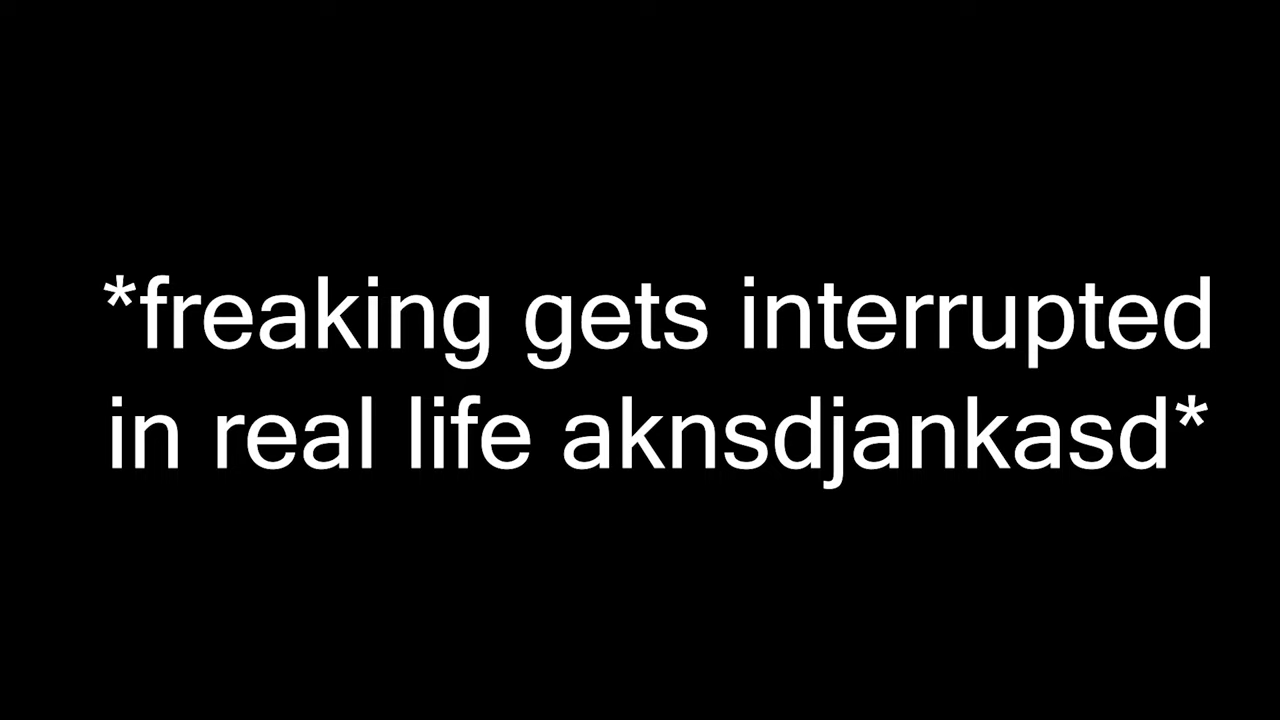 *freaking gets interrupted
in real life aknsdjankasd*